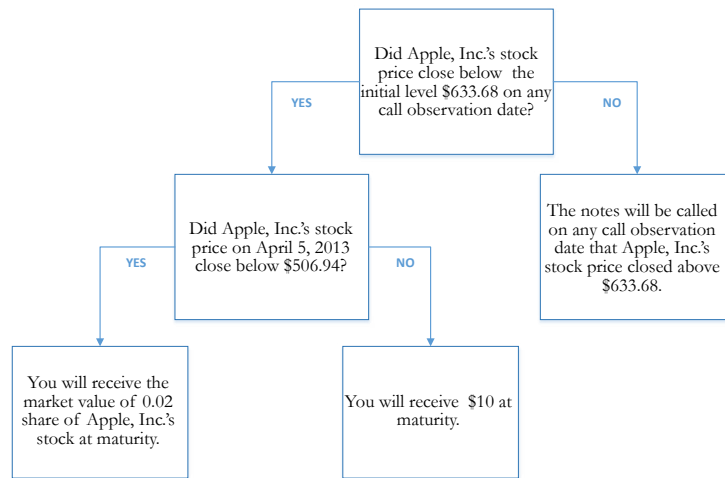 Did Apple, Inc.'s stock
price close below the
initial level $633.68 on any
call observation date?
YES
NO
Did Apple, Inc.'s stock
price on April 5, 2013
close below $506.94?
The notes will be called
on any call observation
date that Apple, Inc.'s
stock price closed above
$633.68.
YES
NO
You will receive the
market value of 0.02
share of Apple, Inc.'s
stock at maturity.
You will receive $10 at
maturity.